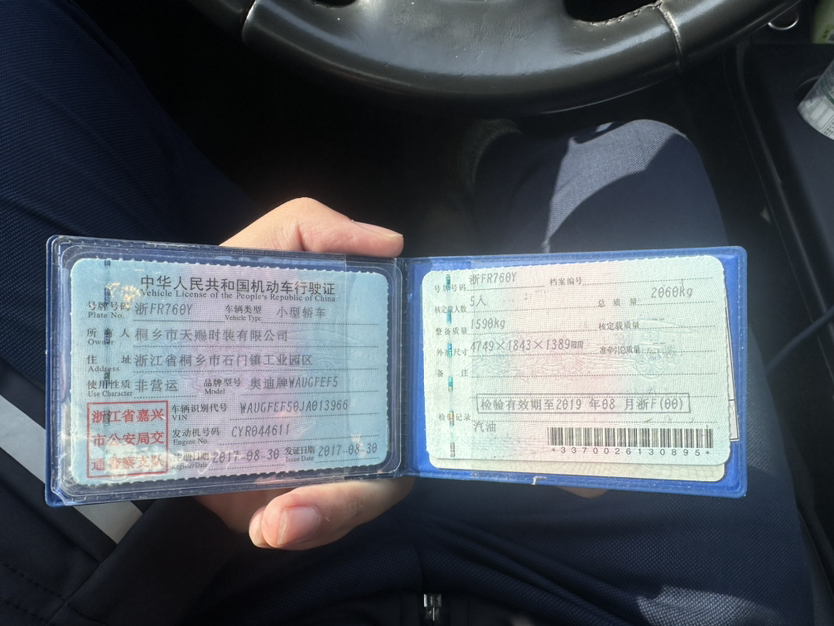 中华人民共和国机动车行驶证
Vehicle License of the People's Republic of China
号牌号码 浙FR760Y 车辆类型 小型轿车
Plate No. Vehicle Type
所有人 桐乡市天赐时装有限公司
Owner
住址 浙江省桐乡市石门镇工业园区
Address
使用性质 非营运 品牌型号 奥迪牌WAUGFEF5
Use Character Model
浙江省嘉兴
市公安局交
通警察支队
车辆识别代号 WAUGFEF50JA013966
VIN
发动机号码 CYR044611
Engine No.
注册日期 2017-08-30 发证日期 2017-08-30
Register Date Issue Date
号牌号码 浙FR760Y 档案编号
核定载人数 5人 总质量 2060kg
整备质量 1590kg 核定载质量
外廓尺寸 4749×1843×1389mm 准牵引总质量
备注
检验有效期至2019 年08 月浙F(00)
检验记录
汽油
*3370026130895*